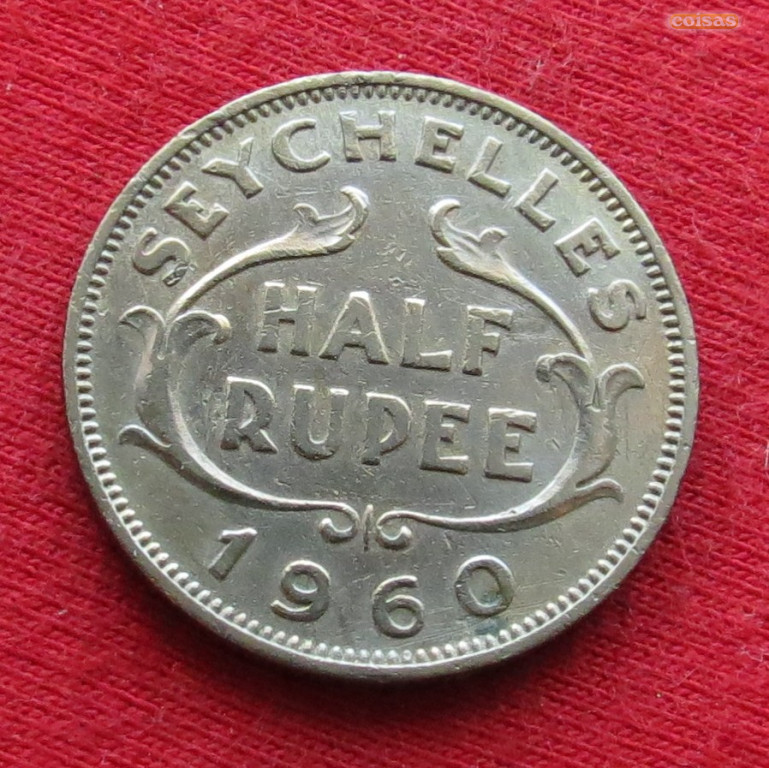 coisas
SEYCHELLES
HALF
RUPEE
1960